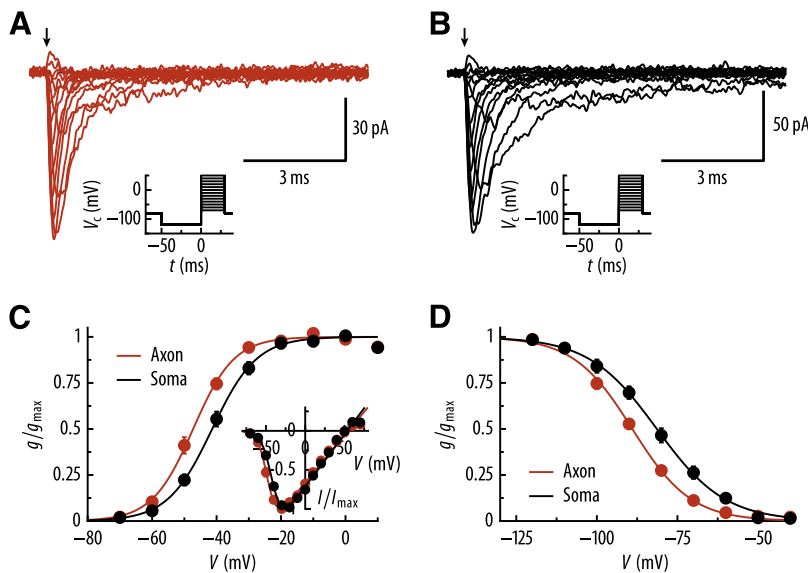 A
B
30 pA
50 pA
3 ms
3 ms
Vc (mV)
0
−100
−50
0
t (ms)
Vc (mV)
0
−100
−50
0
t (ms)
C
D
g/gmax
1
0.75
0.5
0.25
0
Axon
Soma
−50
0
50
V (mV)
−0.5
I/Imax
−80
−60
−40
−20
0
V (mV)
g/gmax
1
0.75
0.5
0.25
0
Axon
Soma
−125
−100
−75
−50
V (mV)